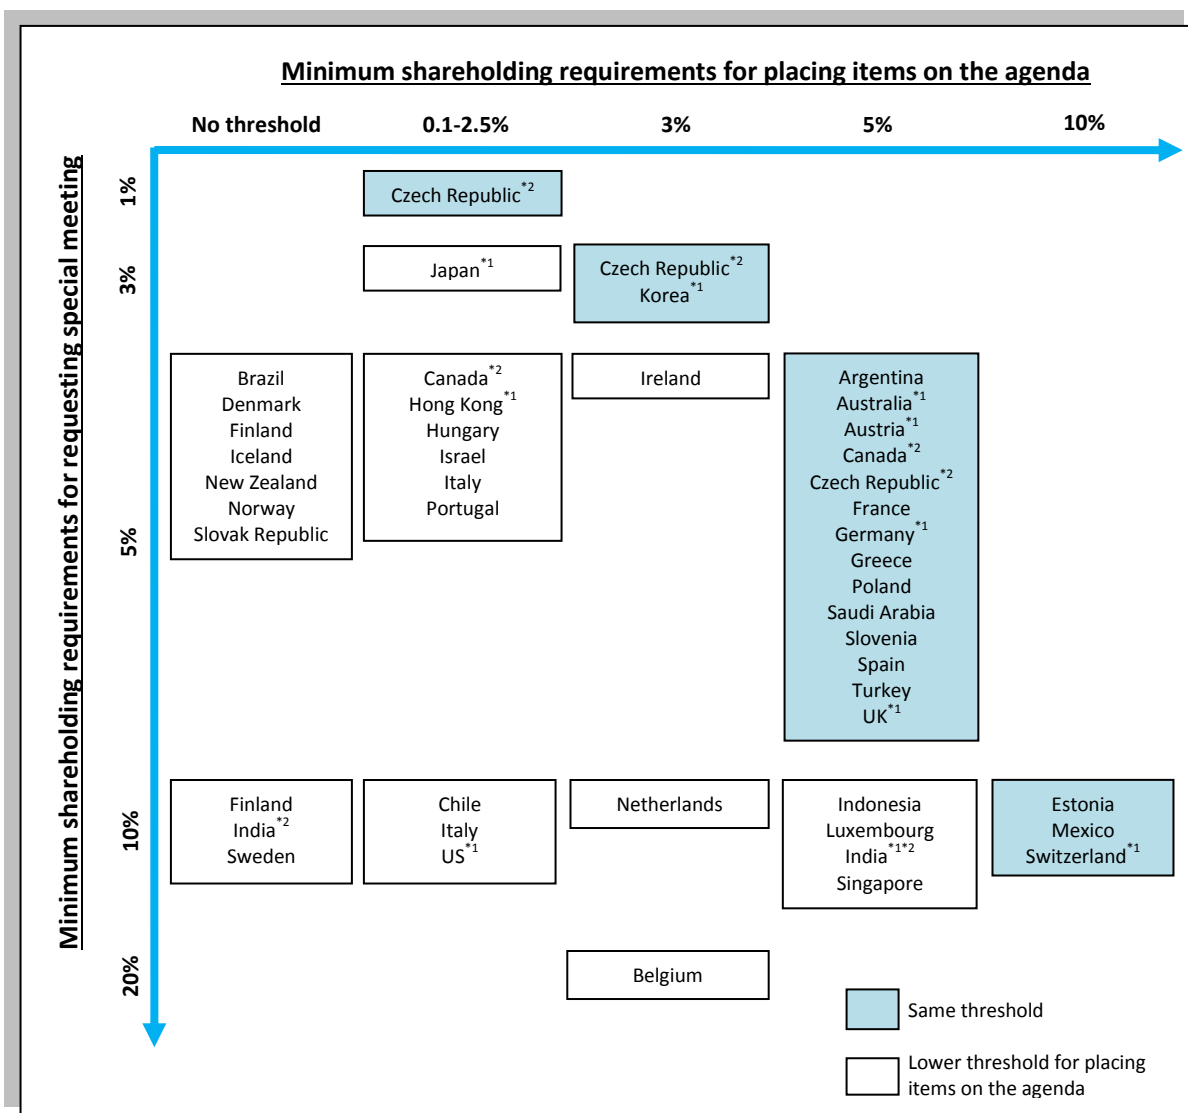 Minimum shareholding requirements for placing items on the agenda
No threshold
0.1-2.5%
3%
5%
10%
Minimum shareholding requirements for requesting special meeting
1%
Czech Republic*2
3%
Japan*1
Czech Republic*2
Korea*1
5%
Brazil
Denmark
Finland
Iceland
New Zealand
Norway
Slovak Republic
Canada*2
Hong Kong*1
Hungary
Israel
Italy
Portugal
Ireland
Argentina
Australia*1
Austria*1
Canada*2
Czech Republic*2
France
Germany*1
Greece
Poland
Saudi Arabia
Slovenia
Spain
Turkey
UK*1
10%
Finland
India*2
Sweden
Chile
Italy
US*1
Netherlands
Indonesia
Luxembourg
India*1*2
Singapore
Estonia
Mexico
Switzerland*1
20%
Belgium
Same threshold
Lower threshold for placing
items on the agenda